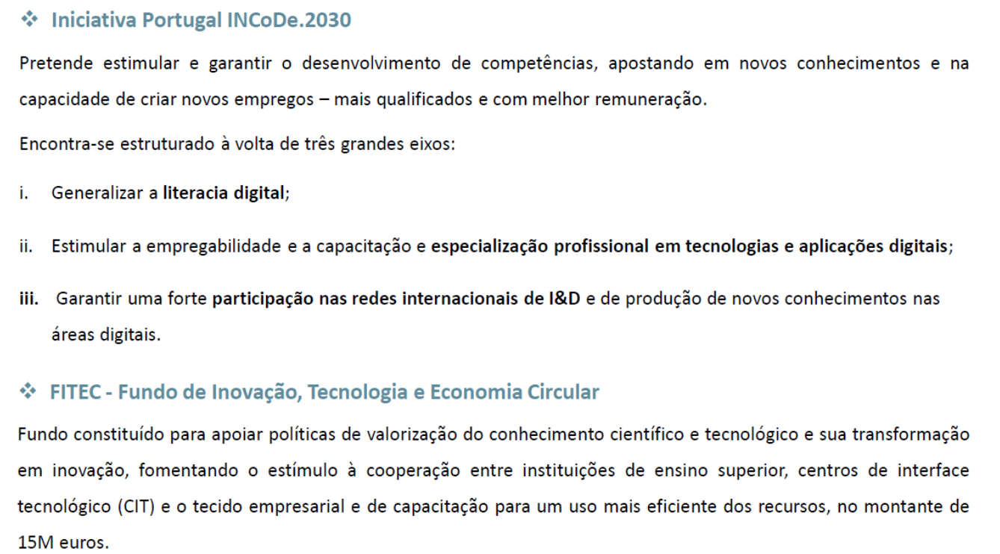 ❖ Iniciativa Portugal INCoDe.2030
Pretende estimular e garantir o desenvolvimento de competências, apostando em novos conhecimentos e na
capacidade de criar novos empregos – mais qualificados e com melhor remuneração.
Encontra-se estruturado à volta de três grandes eixos:
i. Generalizar a literacia digital;
ii. Estimular a empregabilidade e a capacitação e especialização profissional em tecnologias e aplicações digitais;
iii. Garantir uma forte participação nas redes internacionais de I&D e de produção de novos conhecimentos nas
áreas digitais.
❖ FITEC - Fundo de Inovação, Tecnologia e Economia Circular
Fundo constituído para apoiar políticas de valorização do conhecimento científico e tecnológico e sua transformação
em inovação, fomentando o estímulo à cooperação entre instituições de ensino superior, centros de interface
tecnológico (CIT) e o tecido empresarial e de capacitação para um uso mais eficiente dos recursos, no montante de
15M euros.